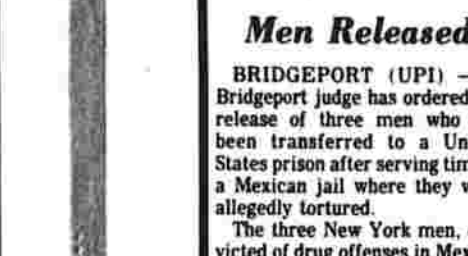 Men Released
BRIDGEPORT (UPI) –
Bridgeport judge has ordered
release of three men who
been transferred to a Un
States prison after serving tim
a Mexican jail where they w
allegedly tortured.
The three New York men,
victed of drug offenses in Mex